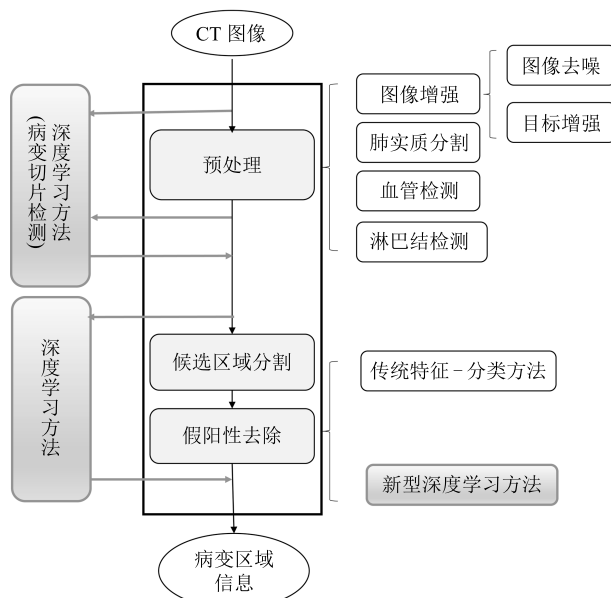 CT 图像
图像去噪
图像增强
目标增强
肺实质分割
预处理
血管检测
淋巴结检测
深度学习方法
(病变切片检测)
深度学习方法
候选区域分割
传统特征－分类方法
假阳性去除
新型深度学习方法
病变区域
信息